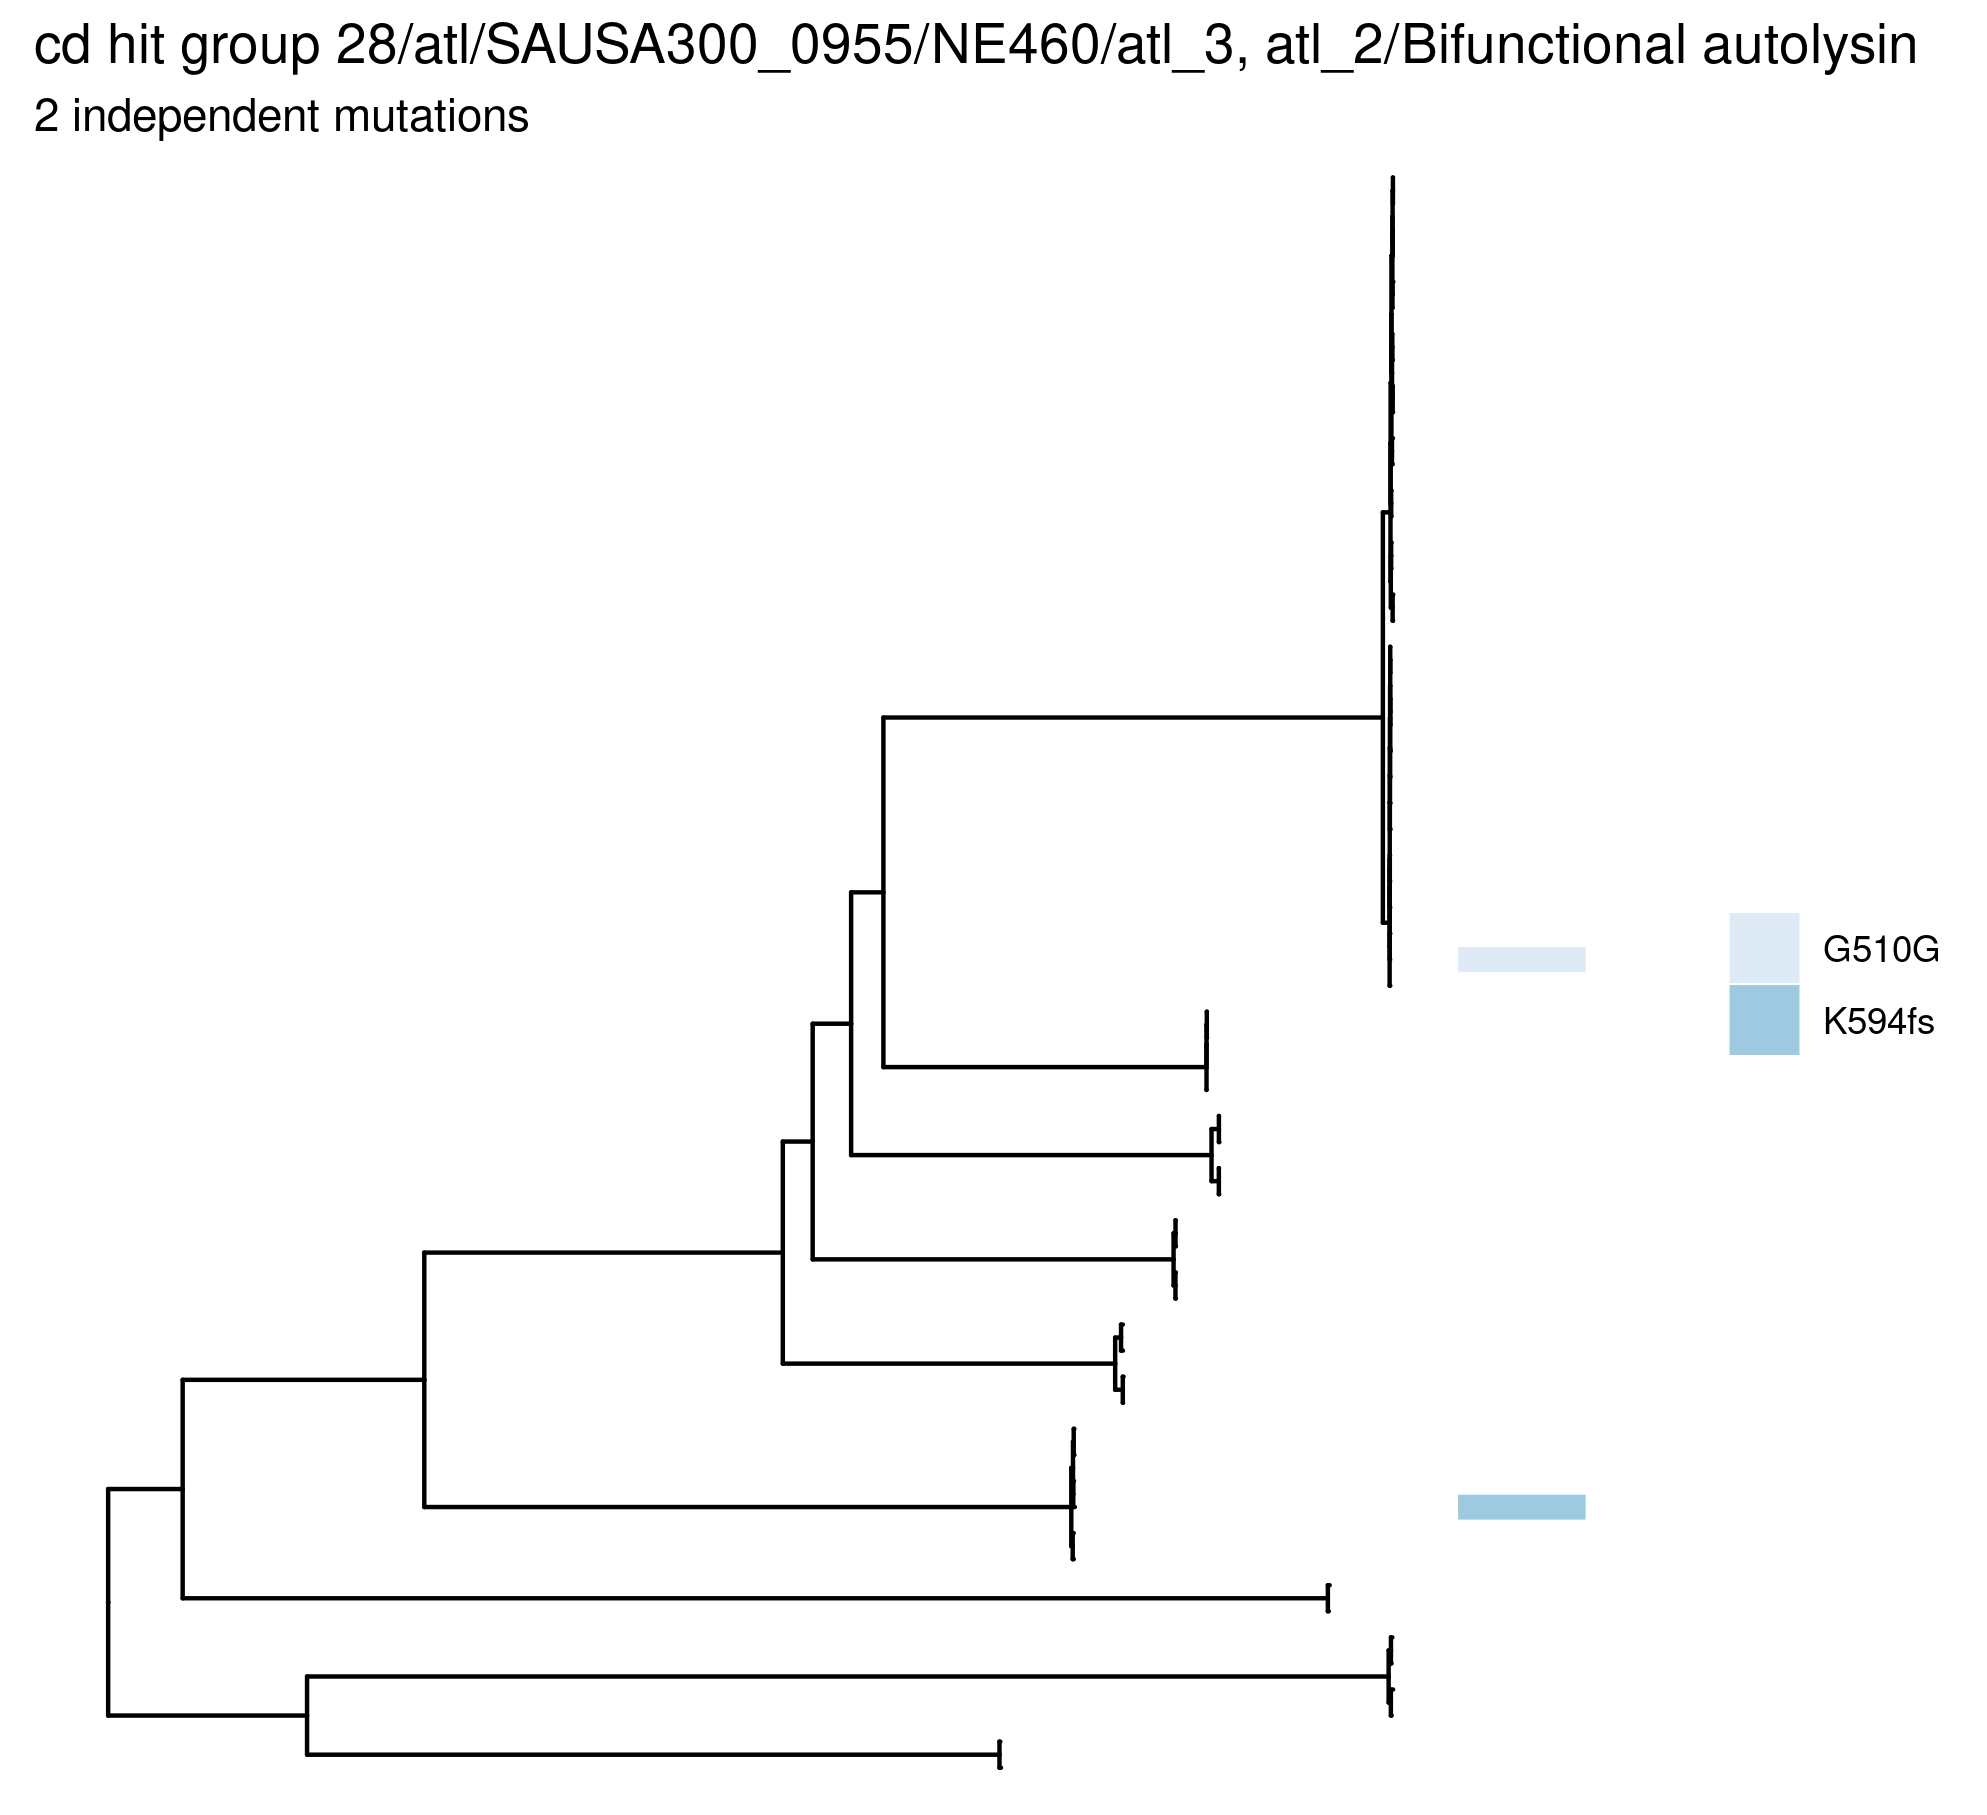 cd hit group 28/atl/SAUSA300_0955/NE460/atl_3, atl_2/Bifunctional autolysin
2 independent mutations
G510G
K594fs